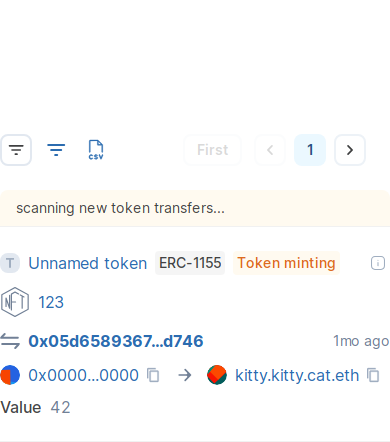 CSV
First
1
scanning new token transfers...
T Unnamed token ERC-1155 Token minting
NFT 123
0x05d6589367...d746 1mo ago
0x0000...0000 kitty.kitty.cat.eth
Value 42